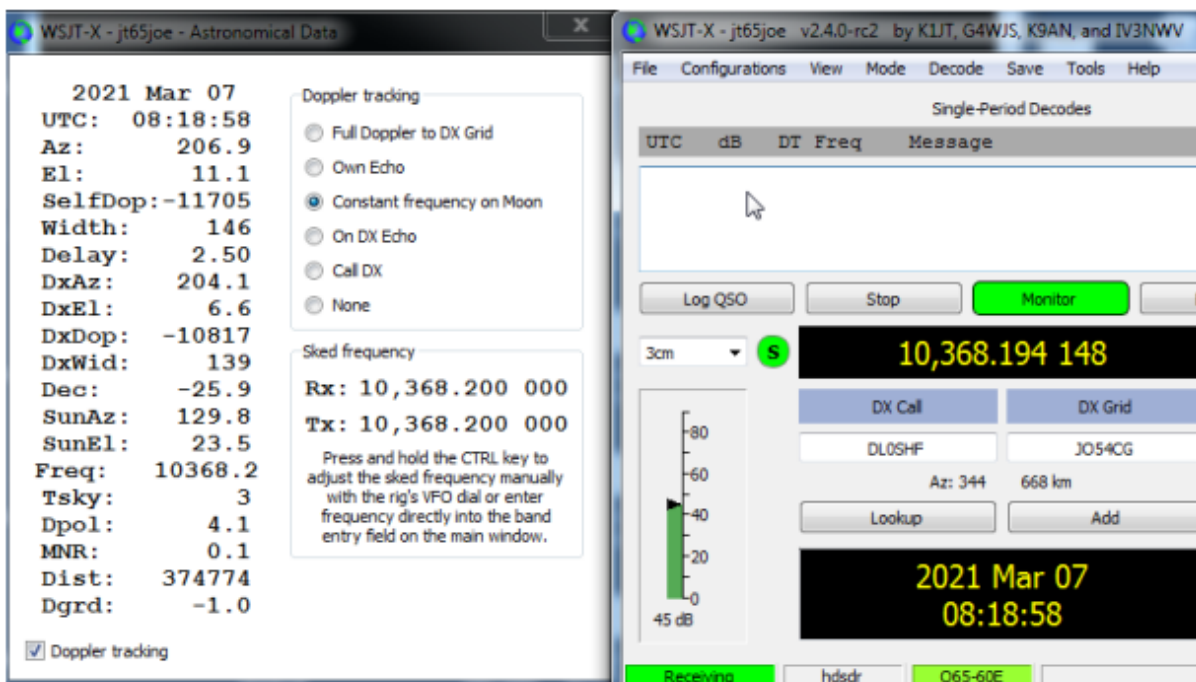 WSJT-X - jt65joe - Astronomical Data
2021 Mar 07
UTC: 08:18:58
Az: 206.9
El: 11.1
SelfDop:-11705
Width: 146
Delay: 2.50
DxAz: 204.1
DxEl: 6.6
DxDop: -10817
DxWid: 139
Dec: -25.9
SunAz: 129.8
SunEl: 23.5
Freq: 10368.2
Tsky: 3
Dpol: 4.1
MNR: 0.1
Dist: 374774
Dgrd: -1.0
Doppler tracking
Doppler tracking
Full Doppler to DX Grid
Own Echo
Constant frequency on Moon
On DX Echo
Call DX
None
Sked frequency
Rx: 10,368.200 000
Tx: 10,368.200 000
Press and hold the CTRL key to
adjust the sked frequency manually
with the rig's VFO dial or enter
frequency directly into the band
entry field on the main window.
WSJT-X - jt65joe v2.4.0-rc2 by K1JT, G4WJS, K9AN, and IV3NWV
File Configurations View Mode Decode Save Tools Help
Single-Period Decodes
UTC dB DT Freq Message
Log QSO Stop Monitor
3cm S 10,368.194 148
DX Call DX Grid
DL0SHF JO54CG
Az: 344 668 km
Lookup Add
-80
-60
-40
-20
-0
45 dB
2021 Mar 07
08:18:58
Receiving hdsdr Q65-60E